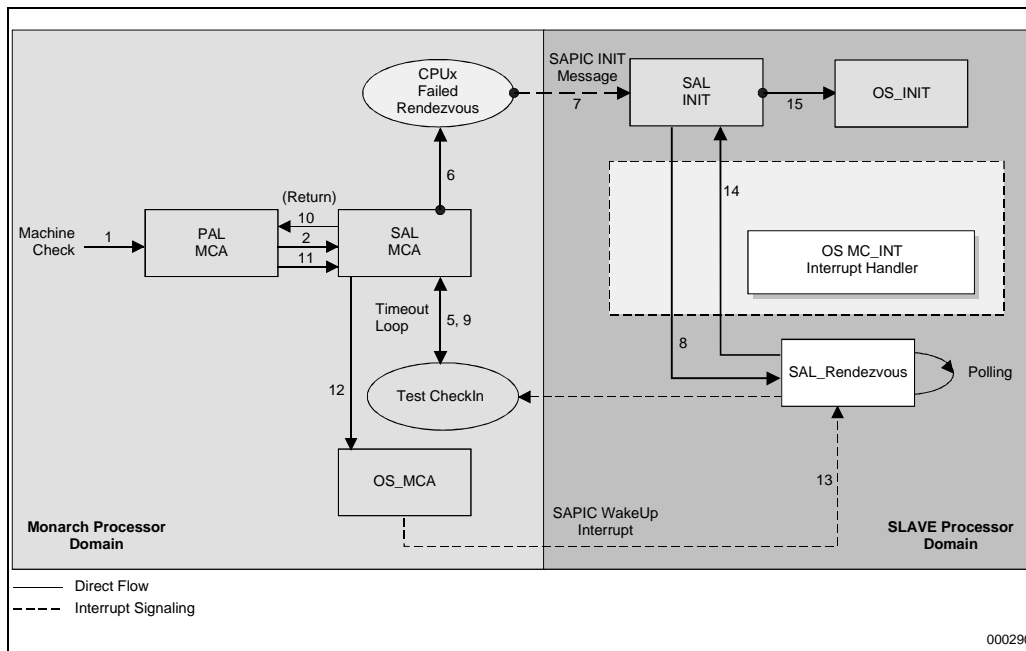 CPUx
Failed
Rendezvous
SAPIC INIT
Message
7
SAL
INIT
15
OS_INIT
6
14
(Return)
10
Machine
Check
1
PAL
MCA
2
11
SAL
MCA
OS MC_INT
Interrupt Handler
Timeout
Loop
5, 9
8
SAL_Rendezvous
Polling
12
Test CheckIn
OS_MCA
13
SAPIC WakeUp
Interrupt
Monarch Processor
Domain
SLAVE Processor
Domain
Direct Flow
Interrupt Signaling